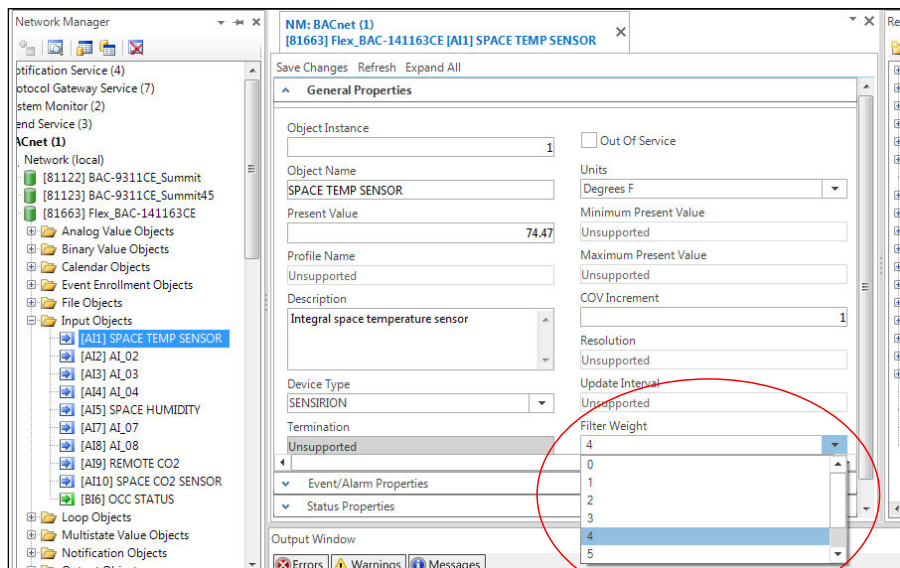 Network Manager
otification Service (4)
otocol Gateway Service (7)
stem Monitor (2)
end Service (3)
ACnet (1)
Network (local)
[81122] BAC-9311CE_Summit
[81123] BAC-9311CE_Summit45
[81663] Flex_BAC-141163CE
Analog Value Objects
Binary Value Objects
Calendar Objects
Event Enrollment Objects
File Objects
Input Objects
[AI1] SPACE TEMP SENSOR
[AI2] AI_02
[AI3] AI_03
[AI4] AI_04
[AI5] SPACE HUMIDITY
[AI7] AI_07
[AI8] AI_08
[AI9] REMOTE CO2
[AI10] SPACE CO2 SENSOR
[BI6] OCC STATUS
Loop Objects
Multistate Value Objects
Notification Objects
NM: BACnet (1)
[81663] Flex_BAC-141163CE [AI1] SPACE TEMP SENSOR
Save Changes Refresh Expand All
General Properties
Object Instance
1
Object Name
SPACE TEMP SENSOR
Present Value
74.47
Profile Name
Unsupported
Description
Integral space temperature sensor
Device Type
SENSIRION
Termination
Unsupported
Out Of Service
Units
Degrees F
Minimum Present Value
Unsupported
Maximum Present Value
Unsupported
COV Increment
1
Resolution
Unsupported
Update Interval
Unsupported
Filter Weight
4
0
1
2
3
4
5
Event/Alarm Properties
Status Properties
Output Window
Errors Warnings Messages
Re